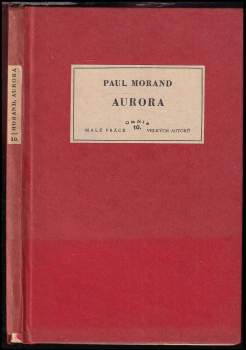 PAUL MORAND
AURORA
OMNIA
MALÉ PRÁCE 10. VELKÝCH AUTORŮ
10 MORAND, AURORA